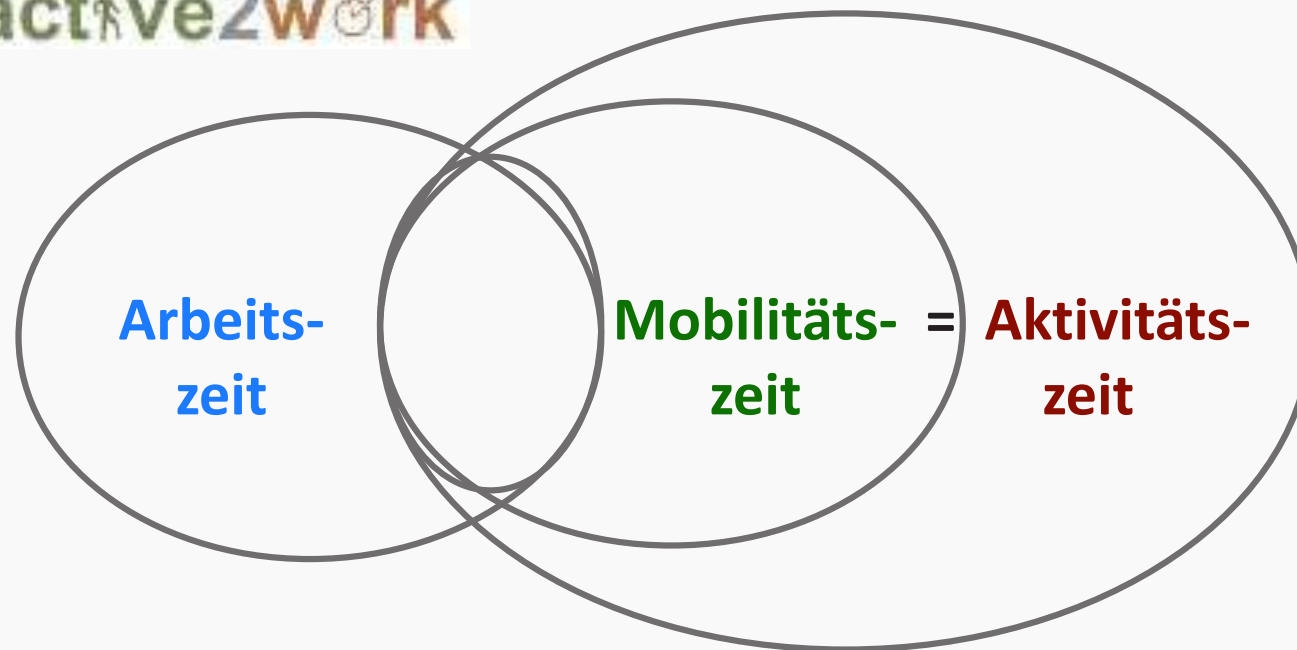 active2work
Arbeits-
zeit
Mobilitäts-
zeit
=
Aktivitäts-
zeit